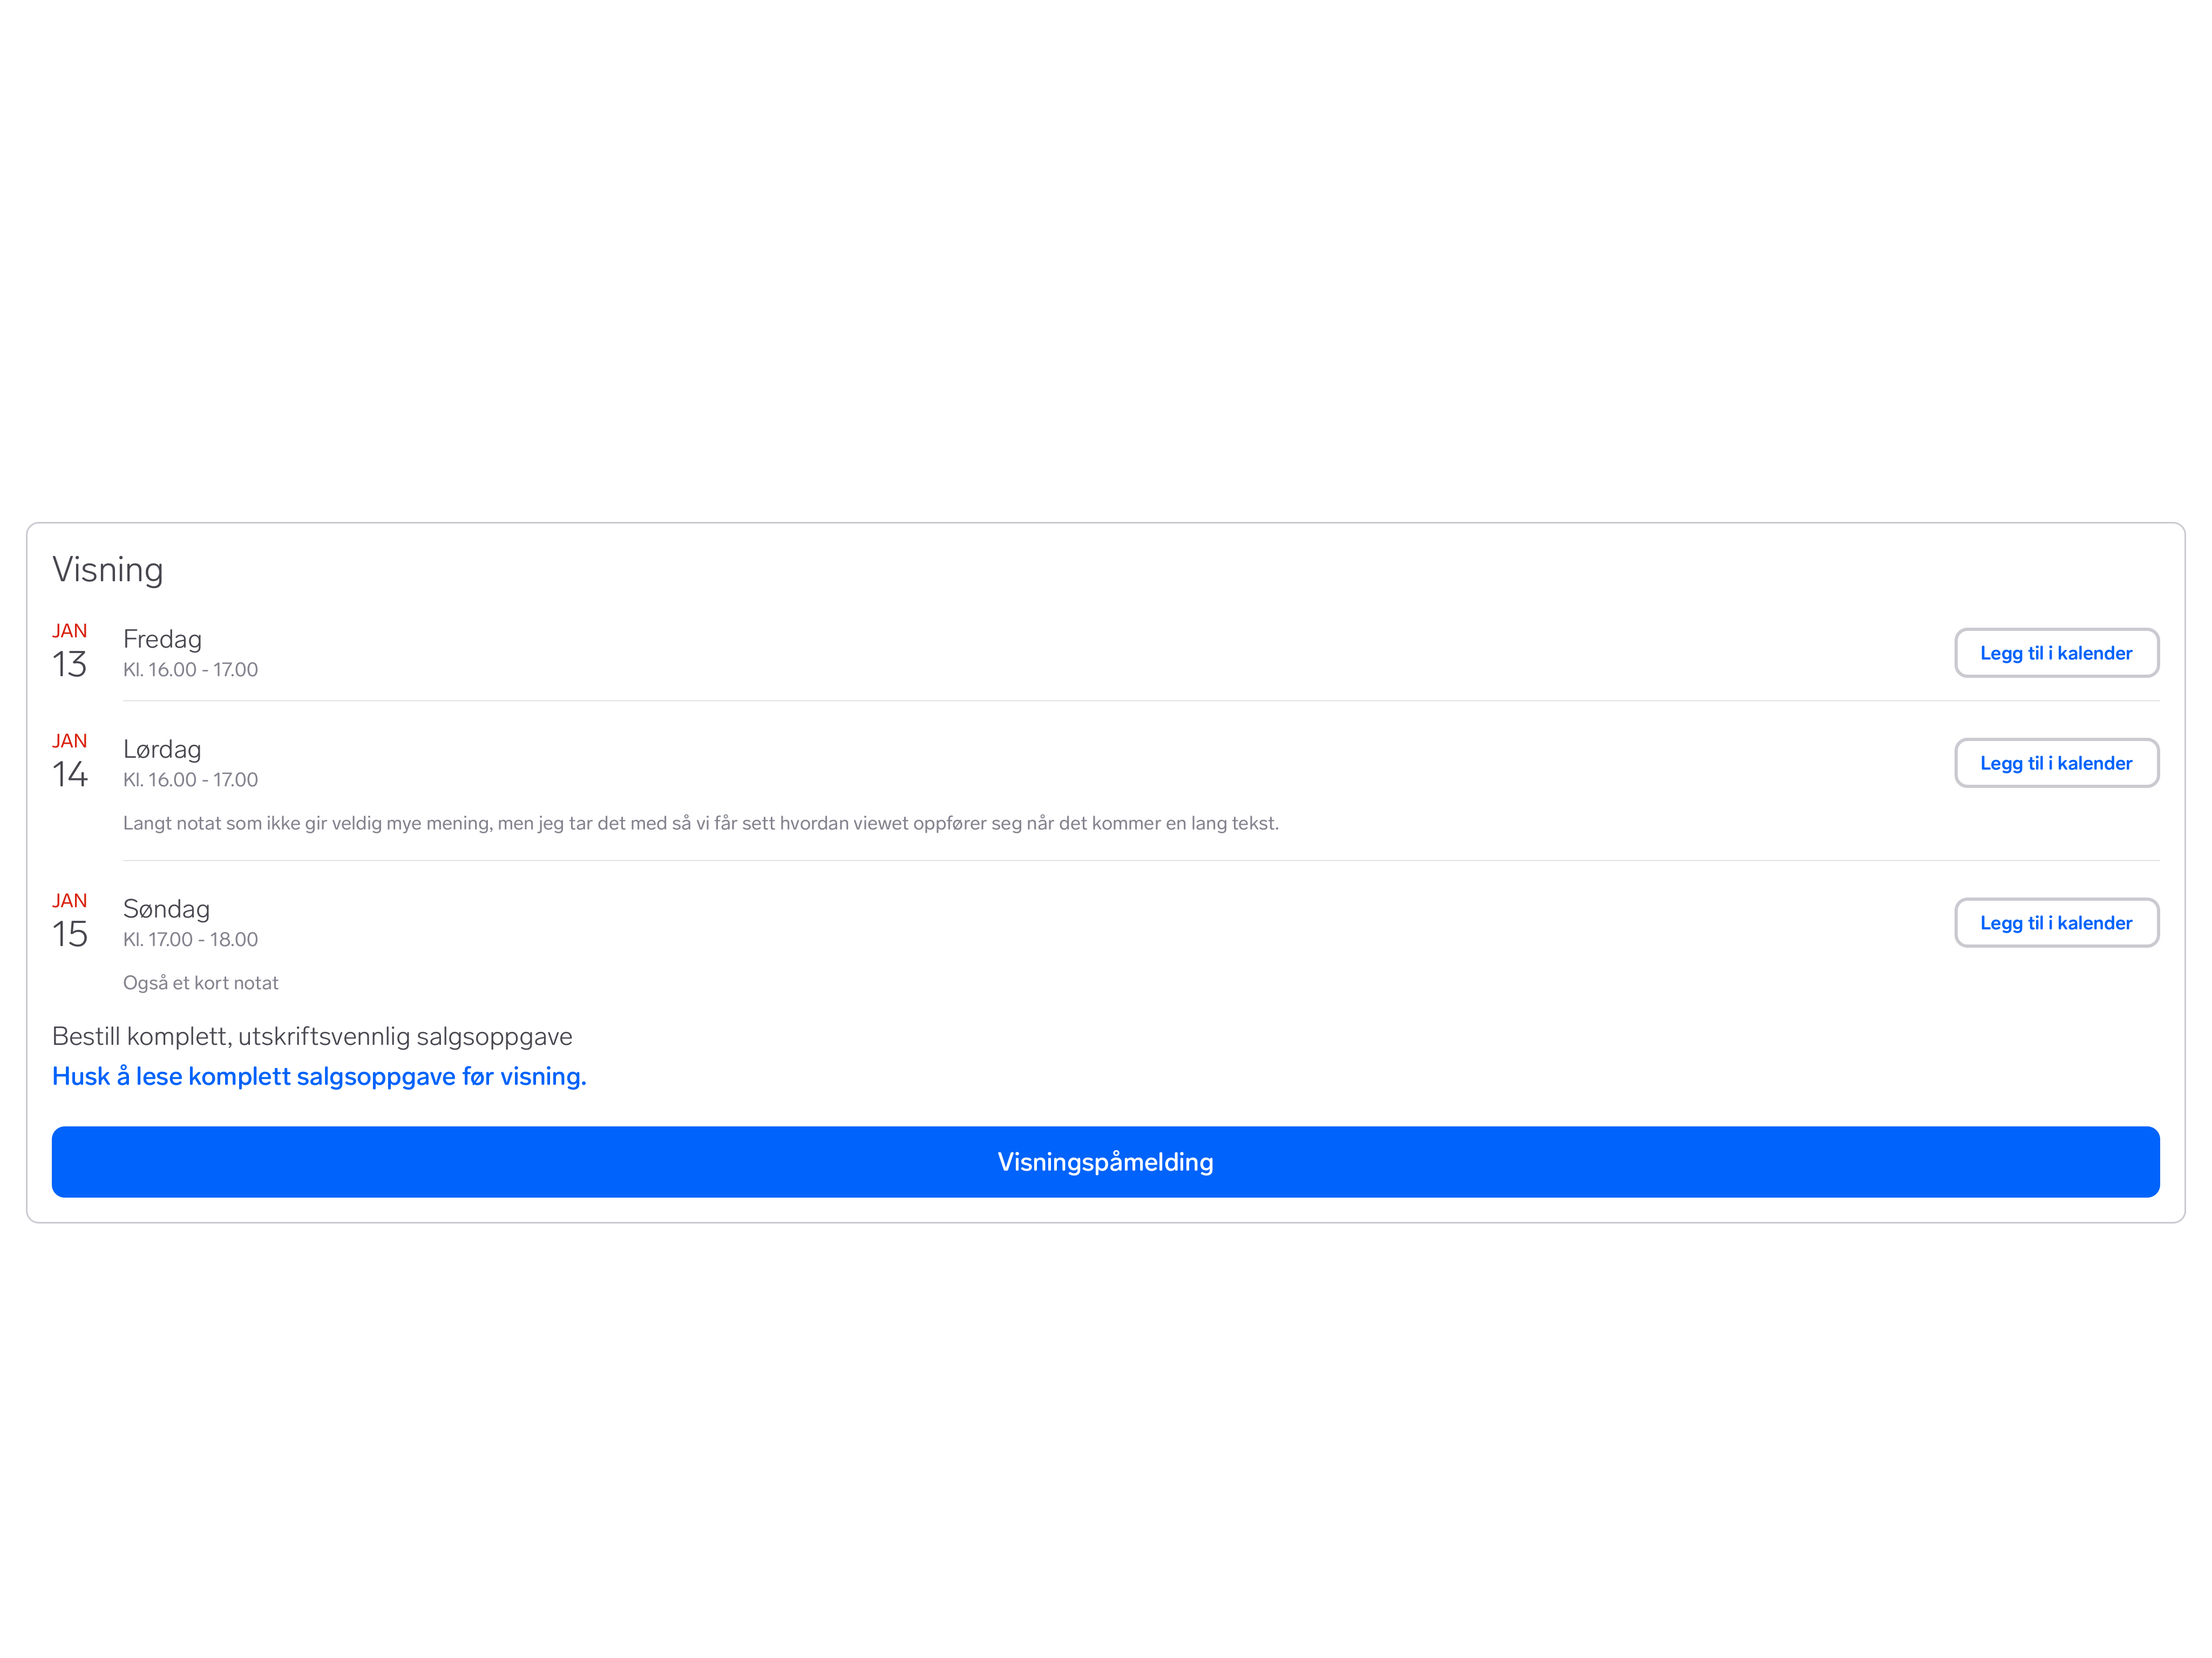 Visning
JAN
13
Fredag
Kl. 16.00 - 17.00
Legg til i kalender
JAN
14
Lørdag
Kl. 16.00 - 17.00
Legg til i kalender
Langt notat som ikke gir veldig mye mening, men jeg tar det med så vi får sett hvordan viewet oppfører seg når det kommer en lang tekst.
JAN
15
Søndag
Kl. 17.00 - 18.00
Legg til i kalender
Også et kort notat
Bestill komplett, utskriftsvennlig salgsoppgave
Husk å lese komplett salgsoppgave før visning.
Visningspåmelding